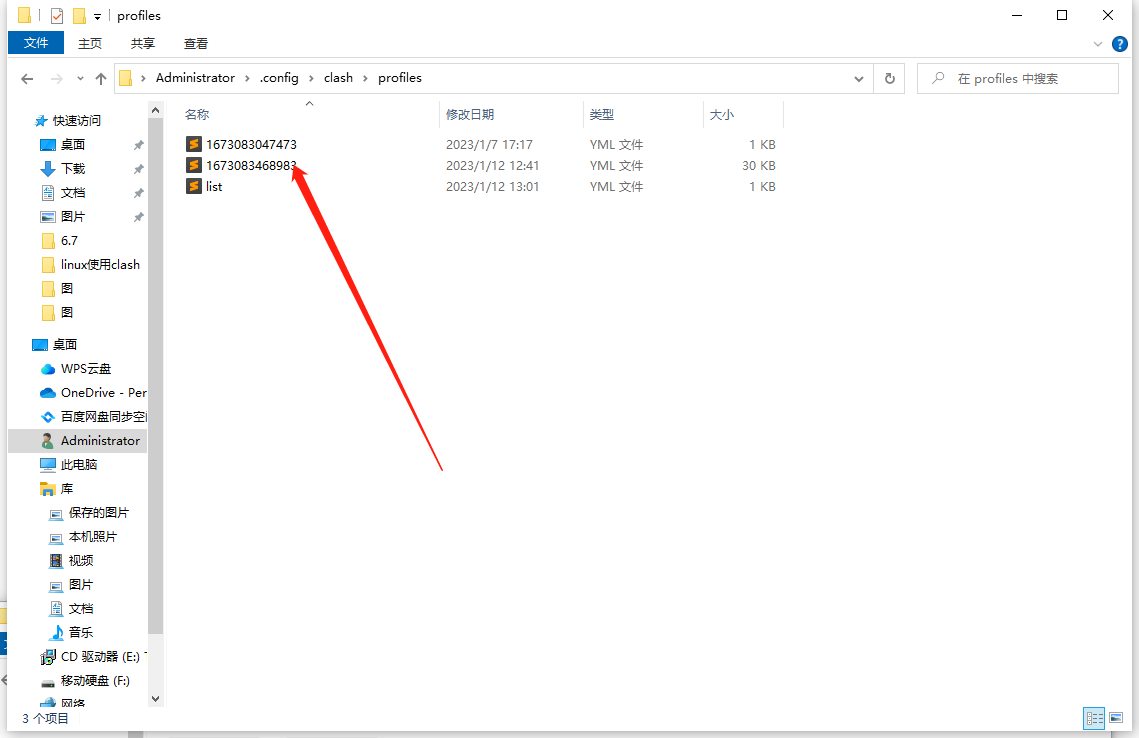 profiles
文件 主页 共享 查看
Administrator .config clash profiles
在 profiles 中搜索
名称 修改日期 类型 大小
1673083047473 2023/1/7 17:17 YML 文件 1 KB
1673083468983 2023/1/12 12:41 YML 文件 30 KB
list 2023/1/12 13:01 YML 文件 1 KB
快速访问
桌面
下载
文档
图片
6.7
linux使用clash
图
图
桌面
WPS云盘
OneDrive - Per
百度网盘同步空
Administrator
此电脑
库
保存的图片
本机照片
视频
图片
文档
音乐
CD 驱动器 (E:)
移动硬盘 (F:)
网络
3 个项目